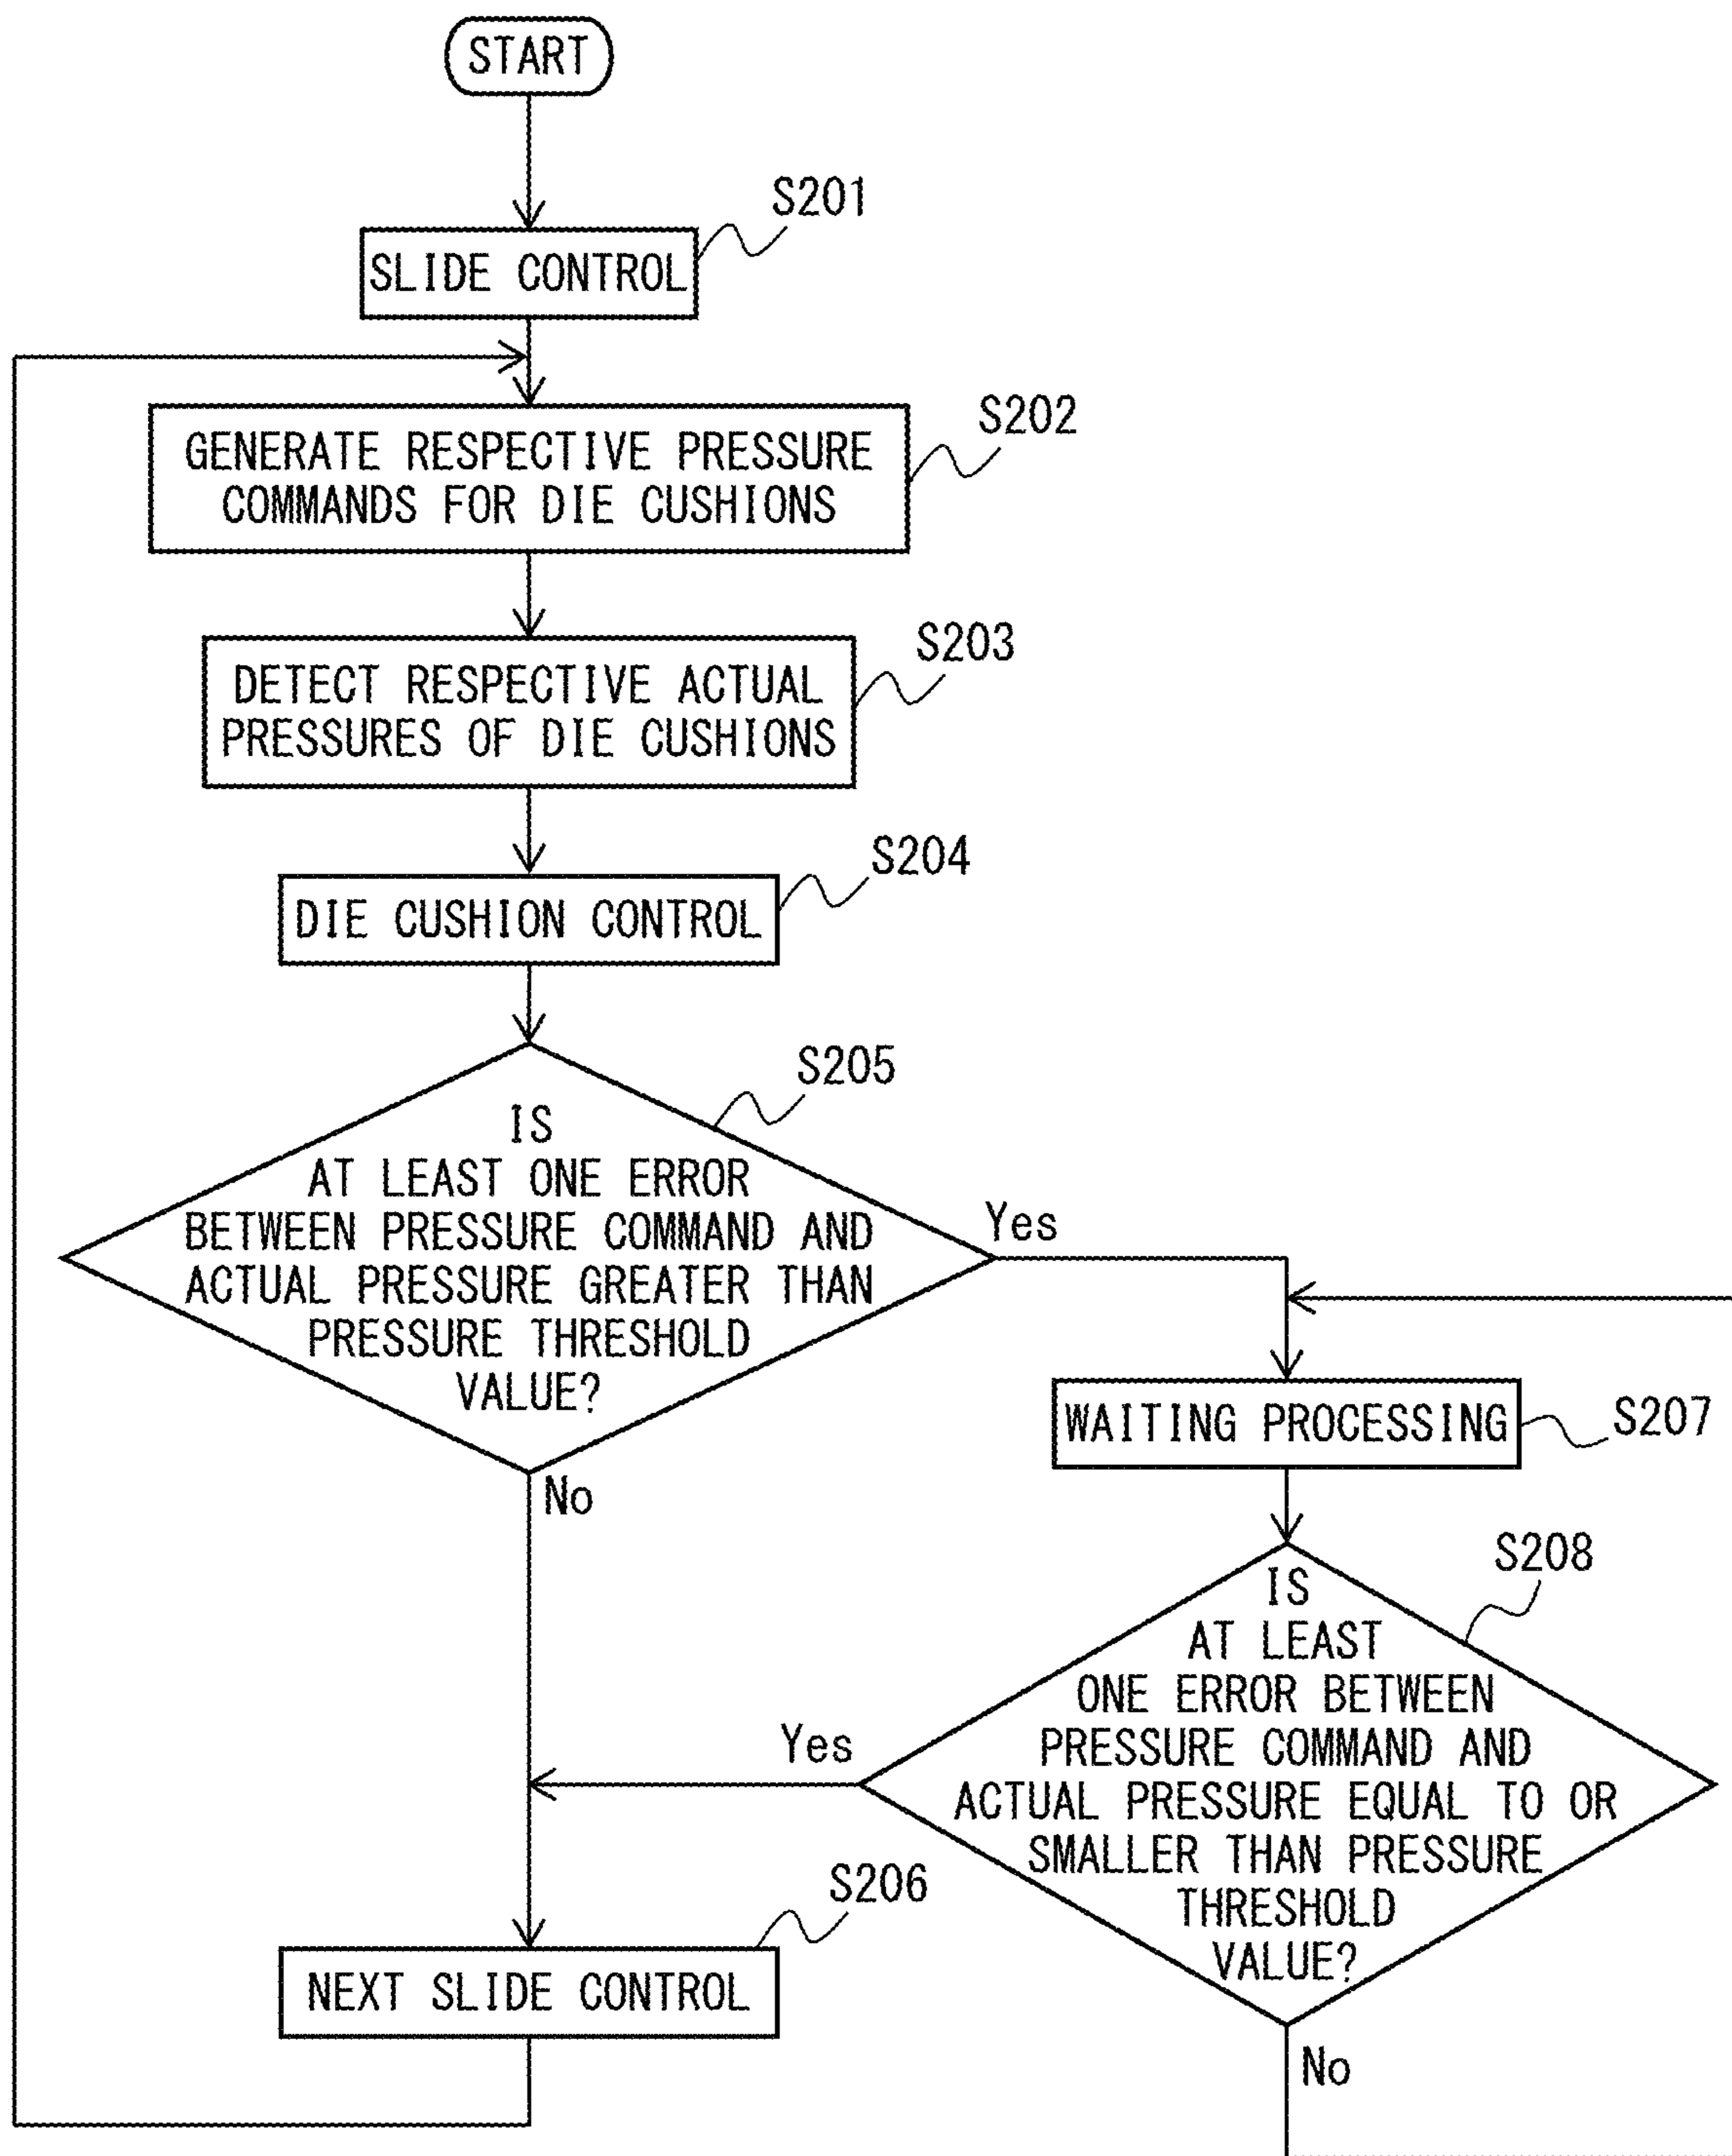 START
S201
SLIDE CONTROL
S202
GENERATE RESPECTIVE PRESSURE
COMMANDS FOR DIE CUSHIONS
S203
DETECT RESPECTIVE ACTUAL
PRESSURES OF DIE CUSHIONS
S204
DIE CUSHION CONTROL
S205
IS
AT LEAST ONE ERROR
BETWEEN PRESSURE COMMAND AND
ACTUAL PRESSURE GREATER THAN
PRESSURE THRESHOLD
VALUE?
Yes
No
WAITING PROCESSING
S207
S208
IS
AT LEAST
ONE ERROR BETWEEN
PRESSURE COMMAND AND
ACTUAL PRESSURE EQUAL TO OR
SMALLER THAN PRESSURE
THRESHOLD
VALUE?
Yes
No
S206
NEXT SLIDE CONTROL